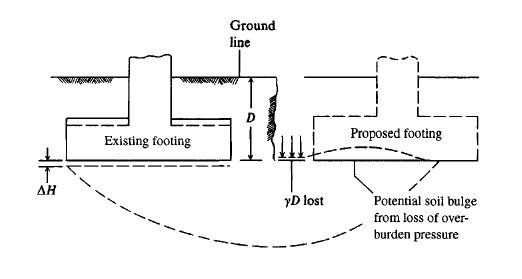 Ground
line
D
Existing footing
Proposed footing
ΔH
γD lost
Potential soil bulge
from loss of over-
burden pressure